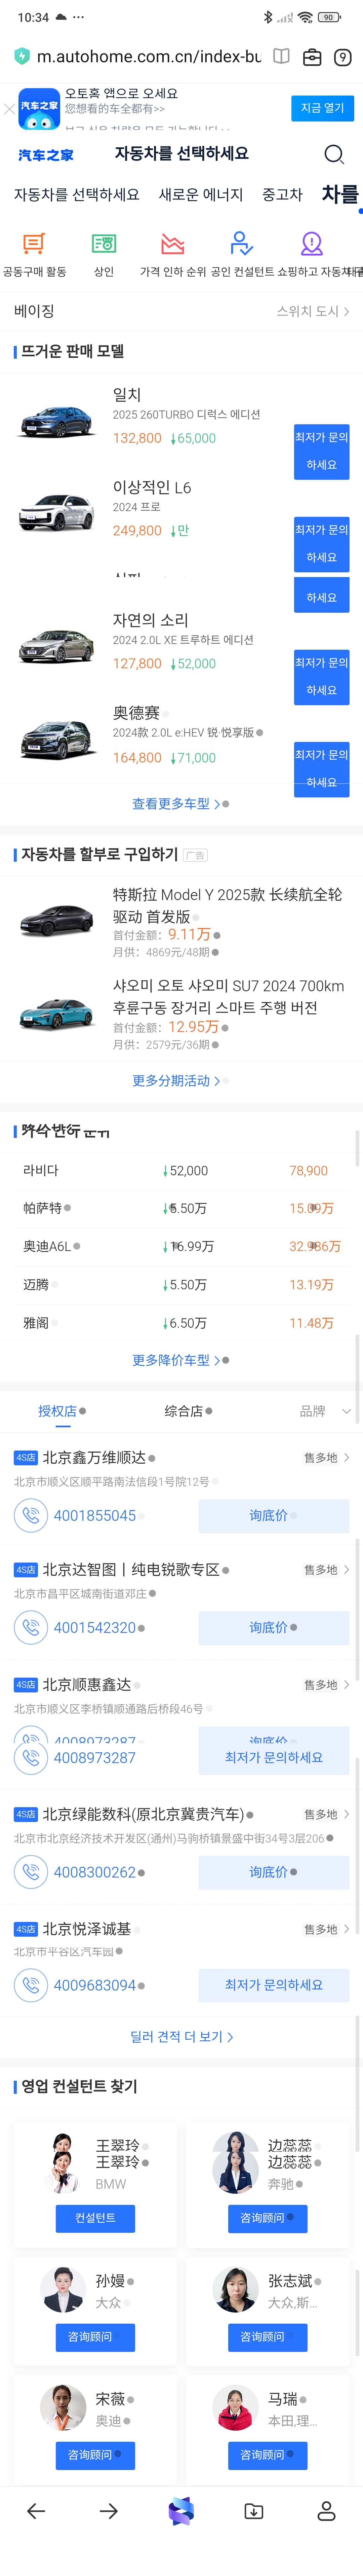 10:34
90
m.autohome.com.cn/index-bu
9
汽车之家
오토홈 앱으로 오세요
您想看的车全都有>>
지금 열기
汽车之家
자동차를 선택하세요
자동차를 선택하세요 새로운 에너지 중고차 차를
공동구매 활동 상인 가격 인하 순위 공인 컨설턴트 쇼핑하고 자동차
베이징 스위치 도시
뜨거운 판매 모델
일치
2025 260TURBO 디럭스 에디션
132,800 ↓65,000
최저가 문의
하세요
이상적인 L6
2024 프로
249,800 ↓만
최저가 문의
하세요
하세요
자연의 소리
2024 2.0L XE 트루하트 에디션
127,800 ↓52,000
최저가 문의
하세요
奥德赛
2024款 2.0L e:HEV 锐·悦享版
164,800 ↓71,000
최저가 문의
하세요
查看更多车型
자동차를 할부로 구입하기 广告
特斯拉 Model Y 2025款 长续航全轮
驱动 首发版
首付金额: 9.11万
月供: 4869元/48期
샤오미 오토 샤오미 SU7 2024 700km
후륜구동 장거리 스마트 주행 버전
首付金额: 12.95万
月供: 2579元/36期
更多分期活动
라비다 ↓52,000 78,900
帕萨特 ↓5.50万 15.09万
奥迪A6L ↓16.99万 32.986万
迈腾 ↓5.50万 13.19万
雅阁 ↓6.50万 11.48万
更多降价车型
授权店 综合店 品牌
4S店 北京鑫万维顺达 售多地
北京市顺义区顺平路南法信段1号院12号
4001855045 询底价
4S店 北京达智图丨纯电锐歌专区 售多地
北京市昌平区城南街道邓庄
4001542320 询底价
4S店 北京顺惠鑫达 售多地
北京市顺义区李桥镇顺通路后桥段46号
4008973287 询底价
4008973287 최저가 문의하세요
4S店 北京绿能数科(原北京冀贵汽车) 售多地
北京市北京经济技术开发区(通州)马驹桥镇景盛中街34号3层206
4008300262 询底价
4S店 北京悦泽诚基 售多地
北京市平谷区汽车园
4009683094 최저가 문의하세요
딜러 견적 더 보기
영업 컨설턴트 찾기
王翠玲 边蕊蕊
王翠玲 边蕊蕊
BMW 奔驰
컨설턴트 咨询顾问
孙嫚 张志斌
大众 大众,斯...
咨询顾问 咨询顾问
宋薇 马瑞
奥迪 本田,理...
咨询顾问 咨询顾问